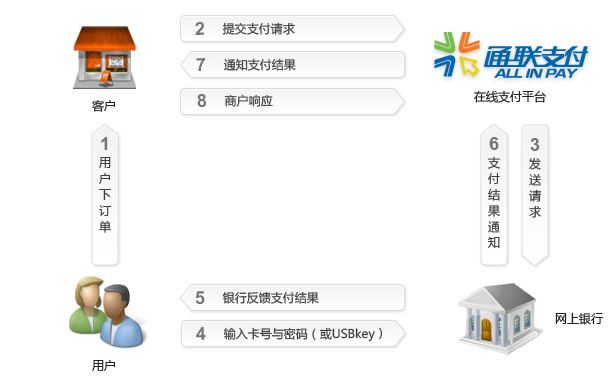 2 提交支付请求
7 通知支付结果
8 商户响应
通联支付
ALL IN PAY
在线支付平台
客户
1 用户下订单
6 支付结果通知
3 发送请求
5 银行反馈支付结果
4 输入卡号与密码（或USBkey）
用户
网上银行